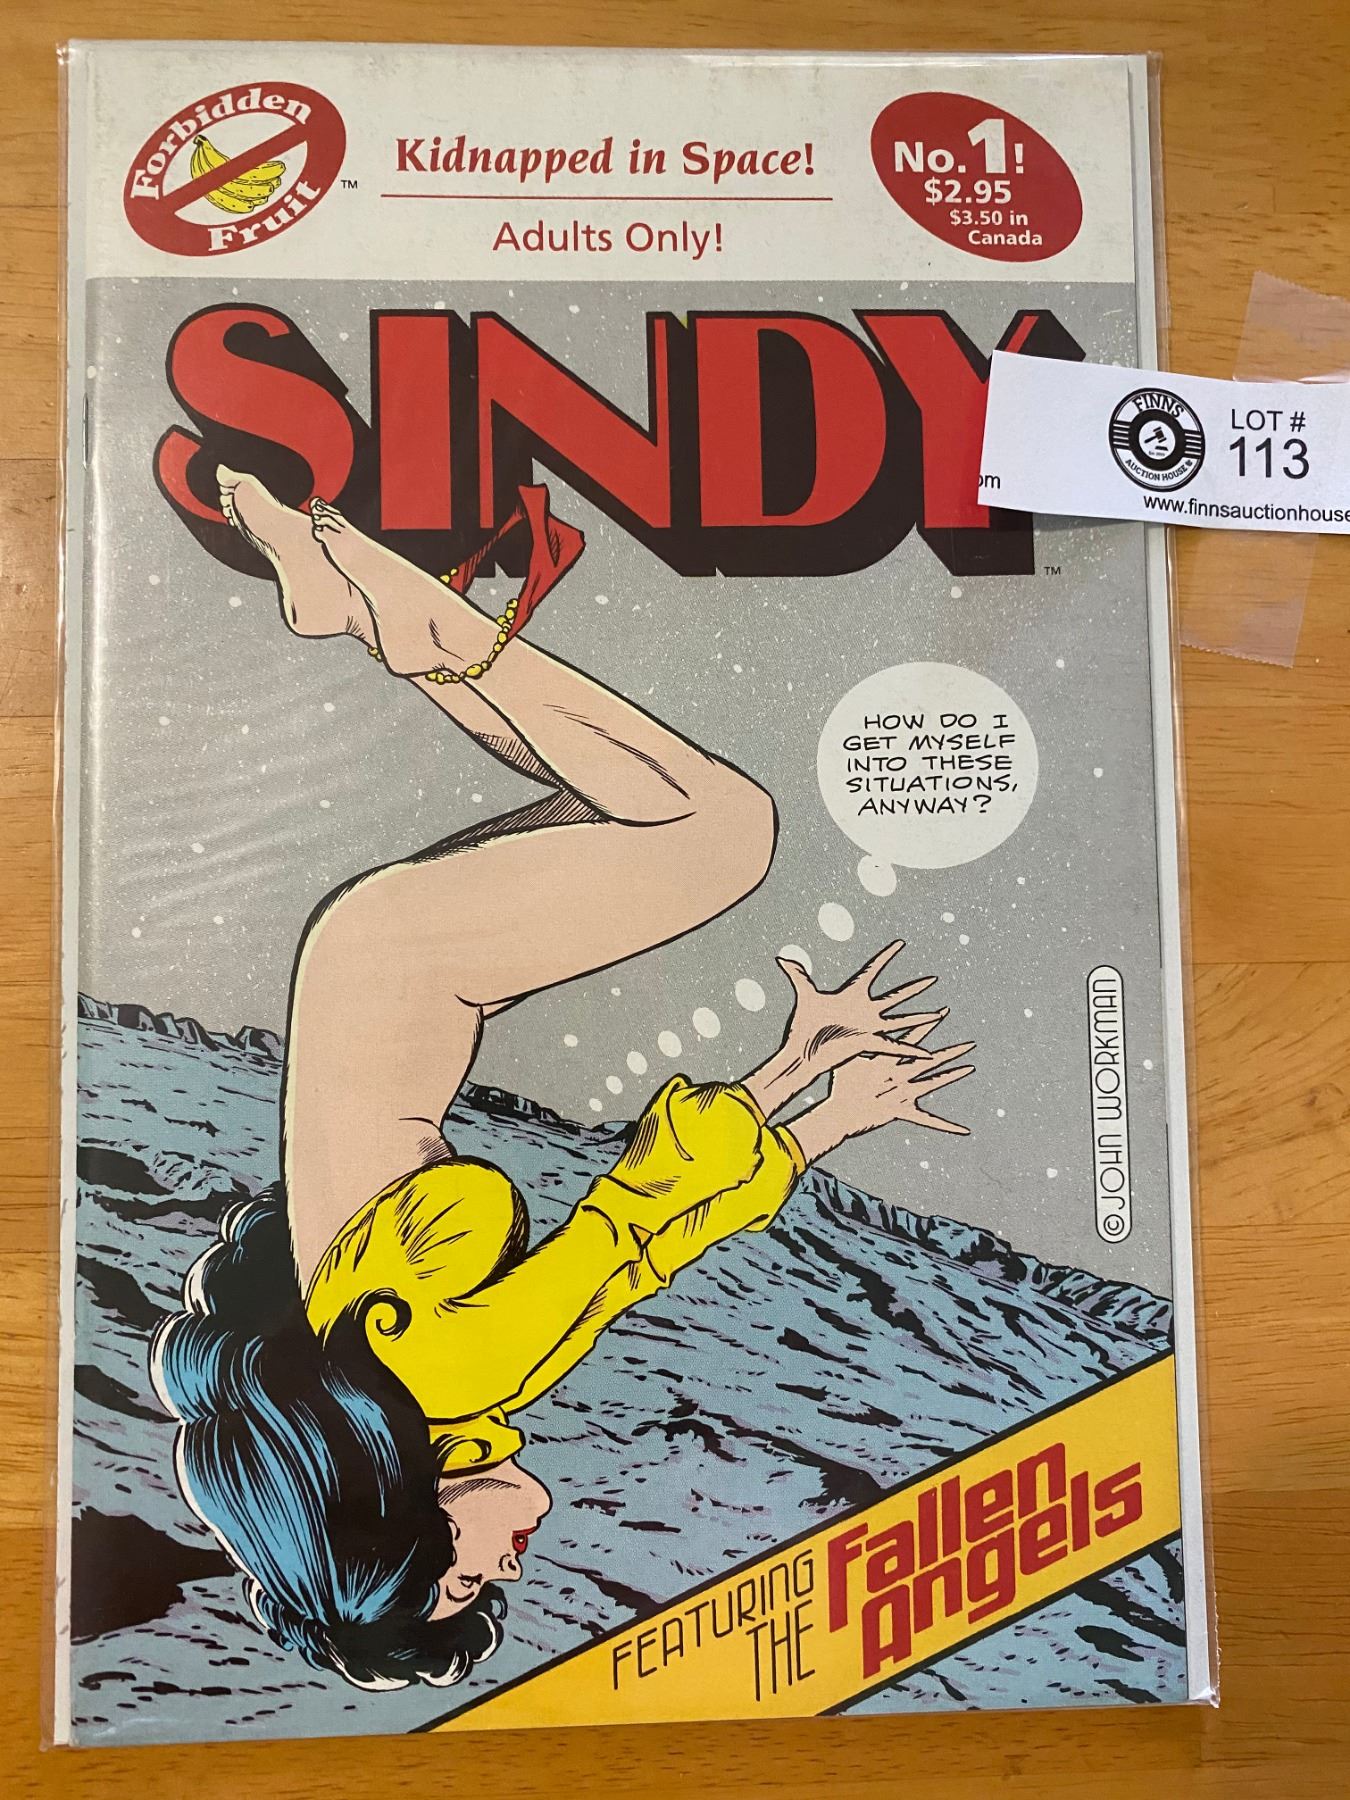 Forbidden
Fruit
TM
Kidnapped in Space!
Adults Only!
No. 1!
$2.95
$3.50 in
Canada
SINDY
TM
FINNS
AUCTION HOUSE
LOT #
113
www.finnsauctionhouse
om
HOW DO I
GET MYSELF
INTO THESE
SITUATIONS,
ANYWAY?
© JOHN WORKMAN
FEATURING
THE
Fallen
Angels